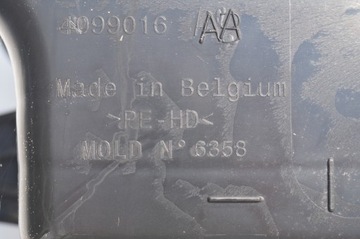 4099016 AA
Made in Belgium
>PE-HD<
MOLD N° 6358